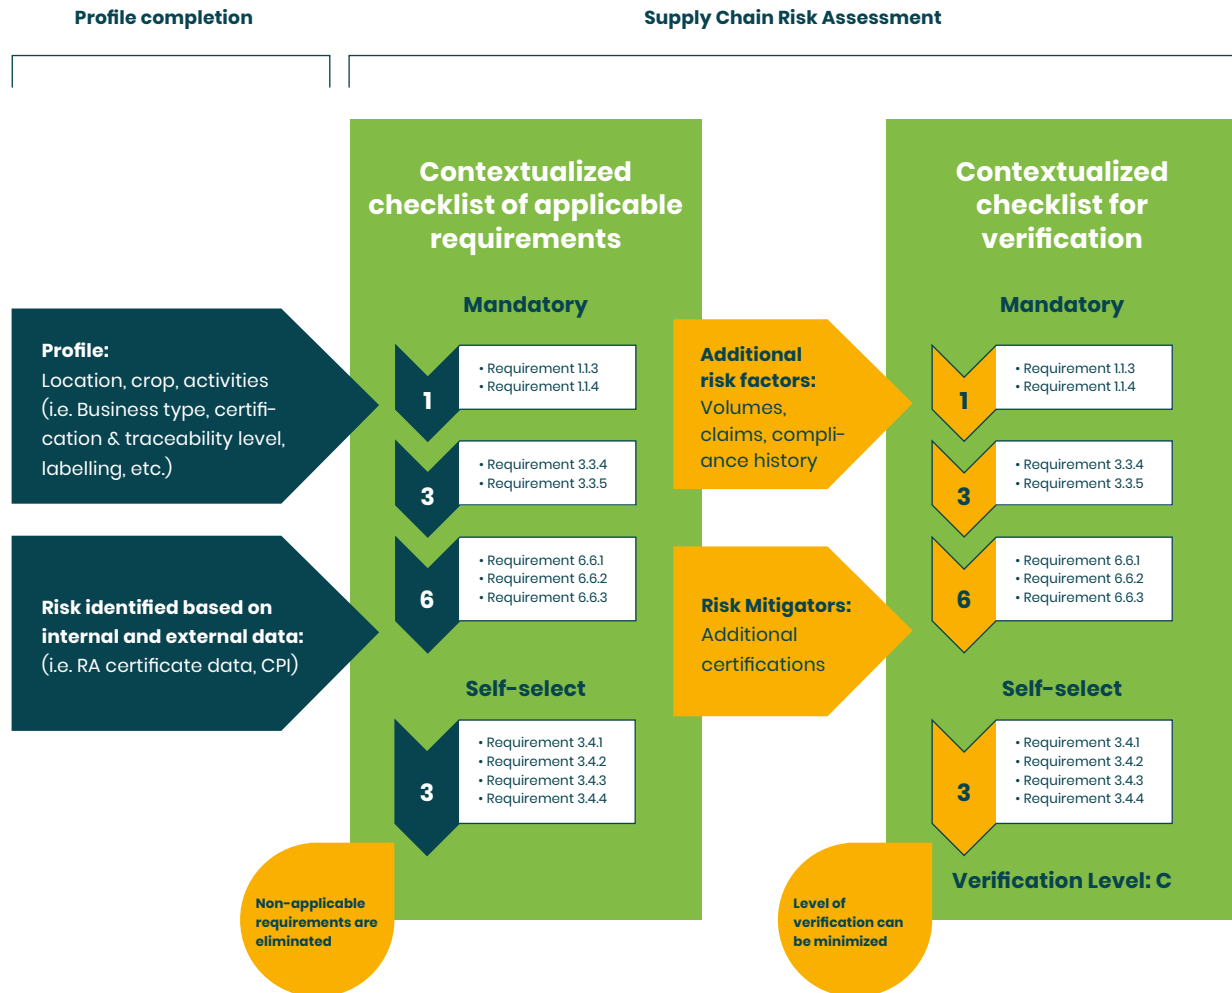 Profile completion
Supply Chain Risk Assessment
Profile:
Location, crop, activities
(i.e. Business type, certifi-
cation & traceability level,
labelling, etc.)
Risk identified based on
internal and external data:
(i.e. RA certificate data, CPI)
Contextualized
checklist of applicable
requirements
Mandatory
1
• Requirement 1.1.3
• Requirement 1.1.4
3
• Requirement 3.3.4
• Requirement 3.3.5
6
• Requirement 6.6.1
• Requirement 6.6.2
• Requirement 6.6.3
Self-select
3
• Requirement 3.4.1
• Requirement 3.4.2
• Requirement 3.4.3
• Requirement 3.4.4
Non-applicable
requirements are
eliminated
Additional
risk factors:
Volumes,
claims, compli-
ance history
Risk Mitigators:
Additional
certifications
Contextualized
checklist for
verification
Mandatory
1
• Requirement 1.1.3
• Requirement 1.1.4
3
• Requirement 3.3.4
• Requirement 3.3.5
6
• Requirement 6.6.1
• Requirement 6.6.2
• Requirement 6.6.3
Self-select
3
• Requirement 3.4.1
• Requirement 3.4.2
• Requirement 3.4.3
• Requirement 3.4.4
Verification Level: C
Level of
verification can
be minimized